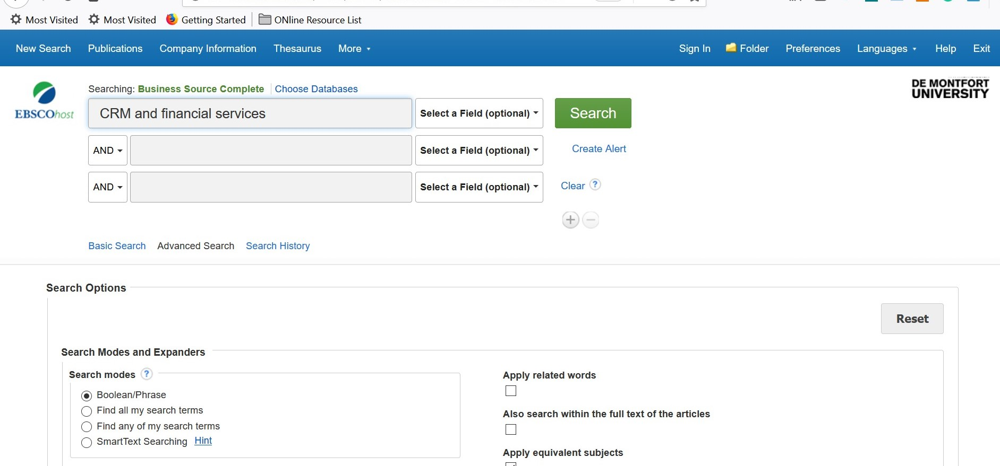 Most Visited Most Visited Getting Started ONline Resource List
New Search Publications Company Information Thesaurus More Sign In Folder Preferences Languages Help Exit
Searching: Business Source Complete Choose Databases
DE MONTFORT
UNIVERSITY
EBSCOhost
CRM and financial services Select a Field (optional) Search
AND Select a Field (optional) Create Alert
AND Select a Field (optional) Clear ?
Basic Search Advanced Search Search History
Search Options
Reset
Search Modes and Expanders
Search modes ?
Boolean/Phrase
Find all my search terms
Find any of my search terms
SmartText Searching Hint
Apply related words
Also search within the full text of the articles
Apply equivalent subjects